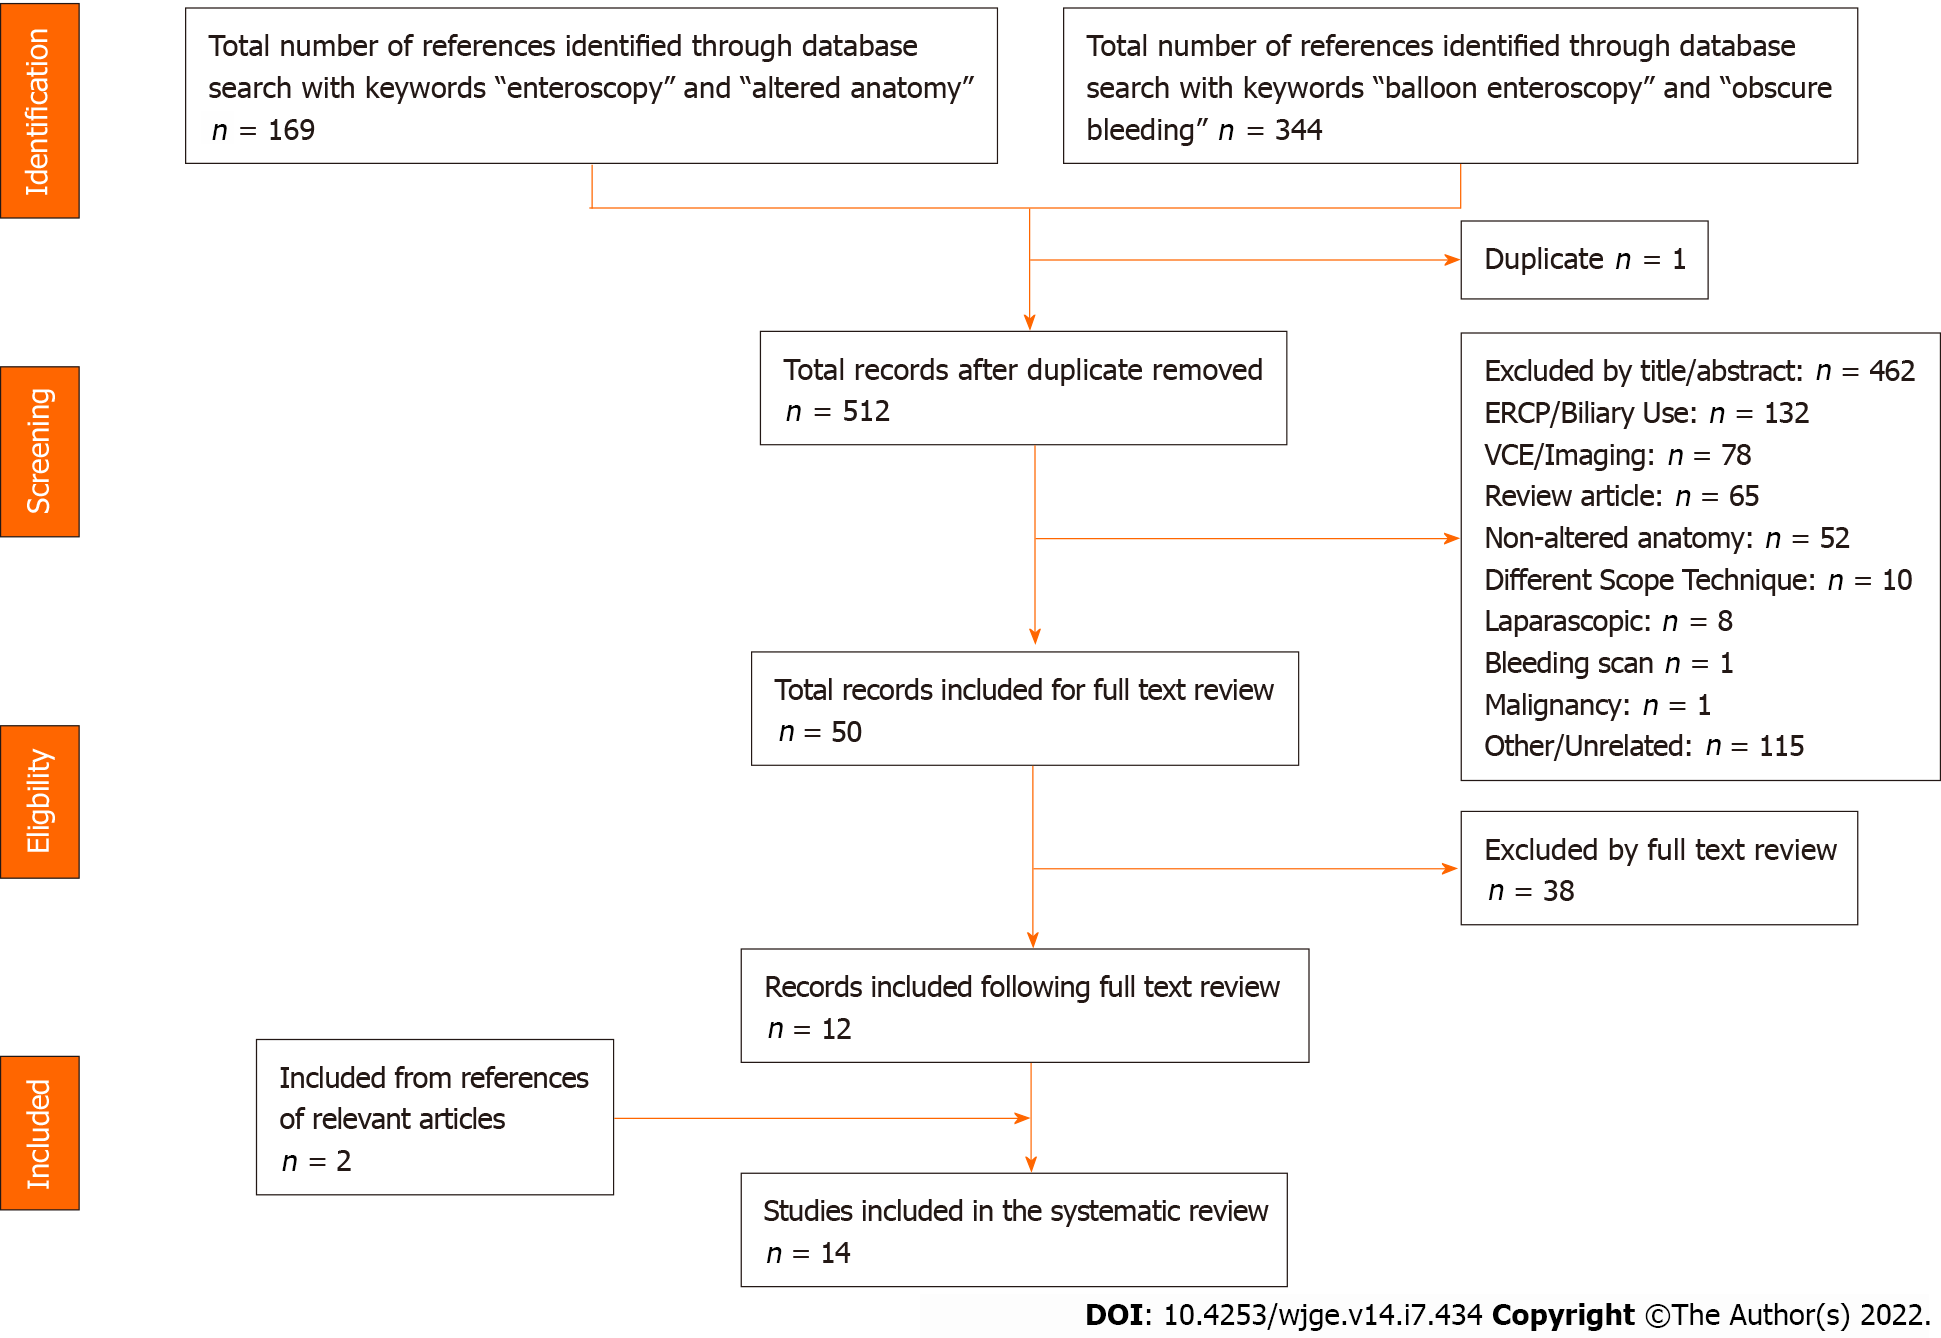 Identification
Total number of references identified through database
search with keywords “enteroscopy” and “altered anatomy”
n = 169
Total number of references identified through database
search with keywords “balloon enteroscopy” and “obscure
bleeding” n = 344
Duplicate n = 1
Screening
Total records after duplicate removed
n = 512
Excluded by title/abstract: n = 462
ERCP/Biliary Use: n = 132
VCE/Imaging: n = 78
Review article: n = 65
Non-altered anatomy: n = 52
Different Scope Technique: n = 10
Laparascopic: n = 8
Bleeding scan n = 1
Malignancy: n = 1
Other/Unrelated: n = 115
Total records included for full text review
n = 50
Eligbility
Excluded by full text review
n = 38
Records included following full text review
n = 12
Included
Included from references
of relevant articles
n = 2
Studies included in the systematic review
n = 14
DOI: 10.4253/wjge.v14.i7.434 Copyright ©The Author(s) 2022.